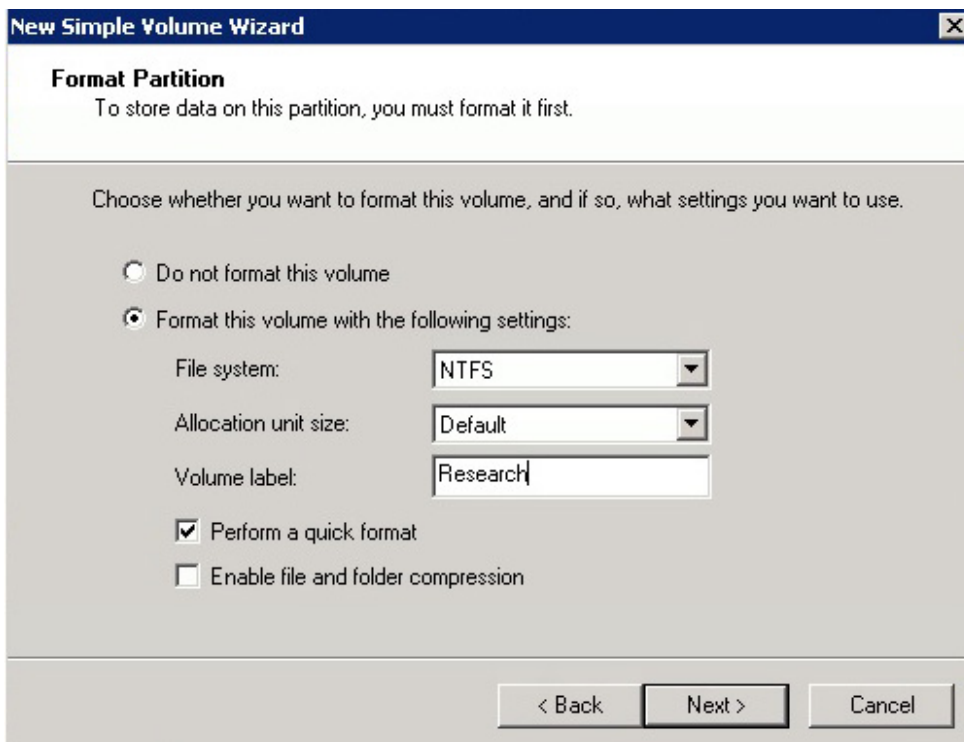 New Simple Volume Wizard
Format Partition
To store data on this partition, you must format it first.
Choose whether you want to format this volume, and if so, what settings you want to use.
Do not format this volume
Format this volume with the following settings:
File system: NTFS
Allocation unit size: Default
Volume label: Research
Perform a quick format
Enable file and folder compression
< Back Next > Cancel